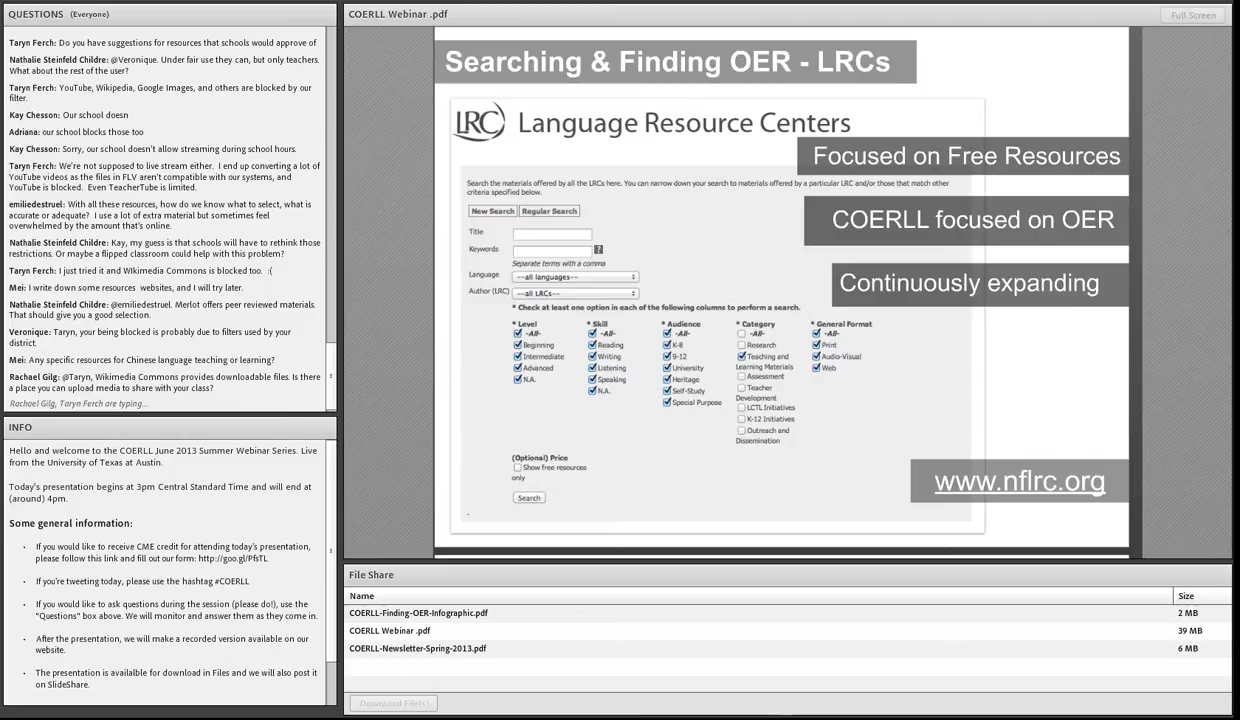 QUESTIONS (Everyone)
Taryn Ferch: Do you have suggestions for resources that schools would approve of
Nathalie Steinfeld Childre: @Veronique. Under fair use they can, but only teachers.
What about the rest of the user?
Taryn Ferch: YouTube, Wikipedia, Google Images, and others are blocked by our
filter.
Kay Chesson: Our school doesn
Adriana: our school blocks those too
Kay Chesson: Sorry, our school doesn't allow streaming during school hours.
Taryn Ferch: We're not supposed to live stream either. I end up converting a lot of
YouTube videos as the files in FLV aren't compatible with our systems, and
YouTube is blocked. Even TeacherTube is limited.
emiliedestruel: With all these resources, how do we know what to select, what is
accurate or adequate? I use a lot of extra material but sometimes feel
overwhelmed by the amount that's online.
Nathalie Steinfeld Childre: Kay, my guess is that schools will have to rethink those
restrictions. Or maybe a flipped classroom could help with this problem?
Taryn Ferch: I just tried it and WIkimedia Commons is blocked too. :(
Mei: I write down some resources websites, and I will try later.
Nathalie Steinfeld Childre: @emiliedestruel. Merlot offers peer reviewed materials.
That should give you a good selection.
Veronique: Taryn, your being blocked is probably due to filters used by your
district.
Mei: Any specific resources for Chinese language teaching or learning?
Rachael Gilg: @Taryn, Wikimedia Commons provides downloadable files. Is there
a place you can upload media to share with your class?
Rachael Gilg, Taryn Ferch are typing...
INFO
Hello and welcome to the COERLL June 2013 Summer Webinar Series. Live
from the University of Texas at Austin.
Today's presentation begins at 3pm Central Standard Time and will end at
(around) 4pm.
Some general information:
• If you would like to receive CME credit for attending today's presentation,
please follow this link and fill out our form: http://goo.gl/PfsTL
• If you're tweeting today, please use the hashtag #COERLL
• If you would like to ask questions during the session (please do!), use the
"Questions" box above. We will monitor and answer them as they come in.
• After the presentation, we will make a recorded version available on our
website.
• The presentation is available for download in Files and we will also post it
on SlideShare.
COERLL Webinar .pdf
Full Screen
Searching & Finding OER - LRCs
LRC Language Resource Centers
Focused on Free Resources
COERLL focused on OER
Continuously expanding
Search the materials offered by all the LRCs here. You can narrow down your search to materials offered by a particular LRC and/or those that match other
criteria specified below.
New Search Regular Search
Title
Keywords ?
Separate terms with a comma
Language --all languages--
Author (LRC) --all LRCs--
* Check at least one option in each of the following columns to perform a search.
* Level * Skill * Audience * Category * General Format
-All- -All- -All- -All- -All-
Beginning Reading K-8 Research Print
Intermediate Writing 9-12 Teaching and Audio-Visual
Learning Materials
Advanced Listening University Web
Assessment
N.A. Speaking Heritage Teacher
Development
N.A. Self-Study
Special Purpose LCTL Initiatives
K-12 Initiatives
Outreach and
Dissemination
(Optional) Price
Show free resources
only
Search
www.nflrc.org
File Share
Name Size
COERLL-Finding-OER-Infographic.pdf 2 MB
COERLL Webinar .pdf 39 MB
COERLL-Newsletter-Spring-2013.pdf 6 MB
Download File(s)